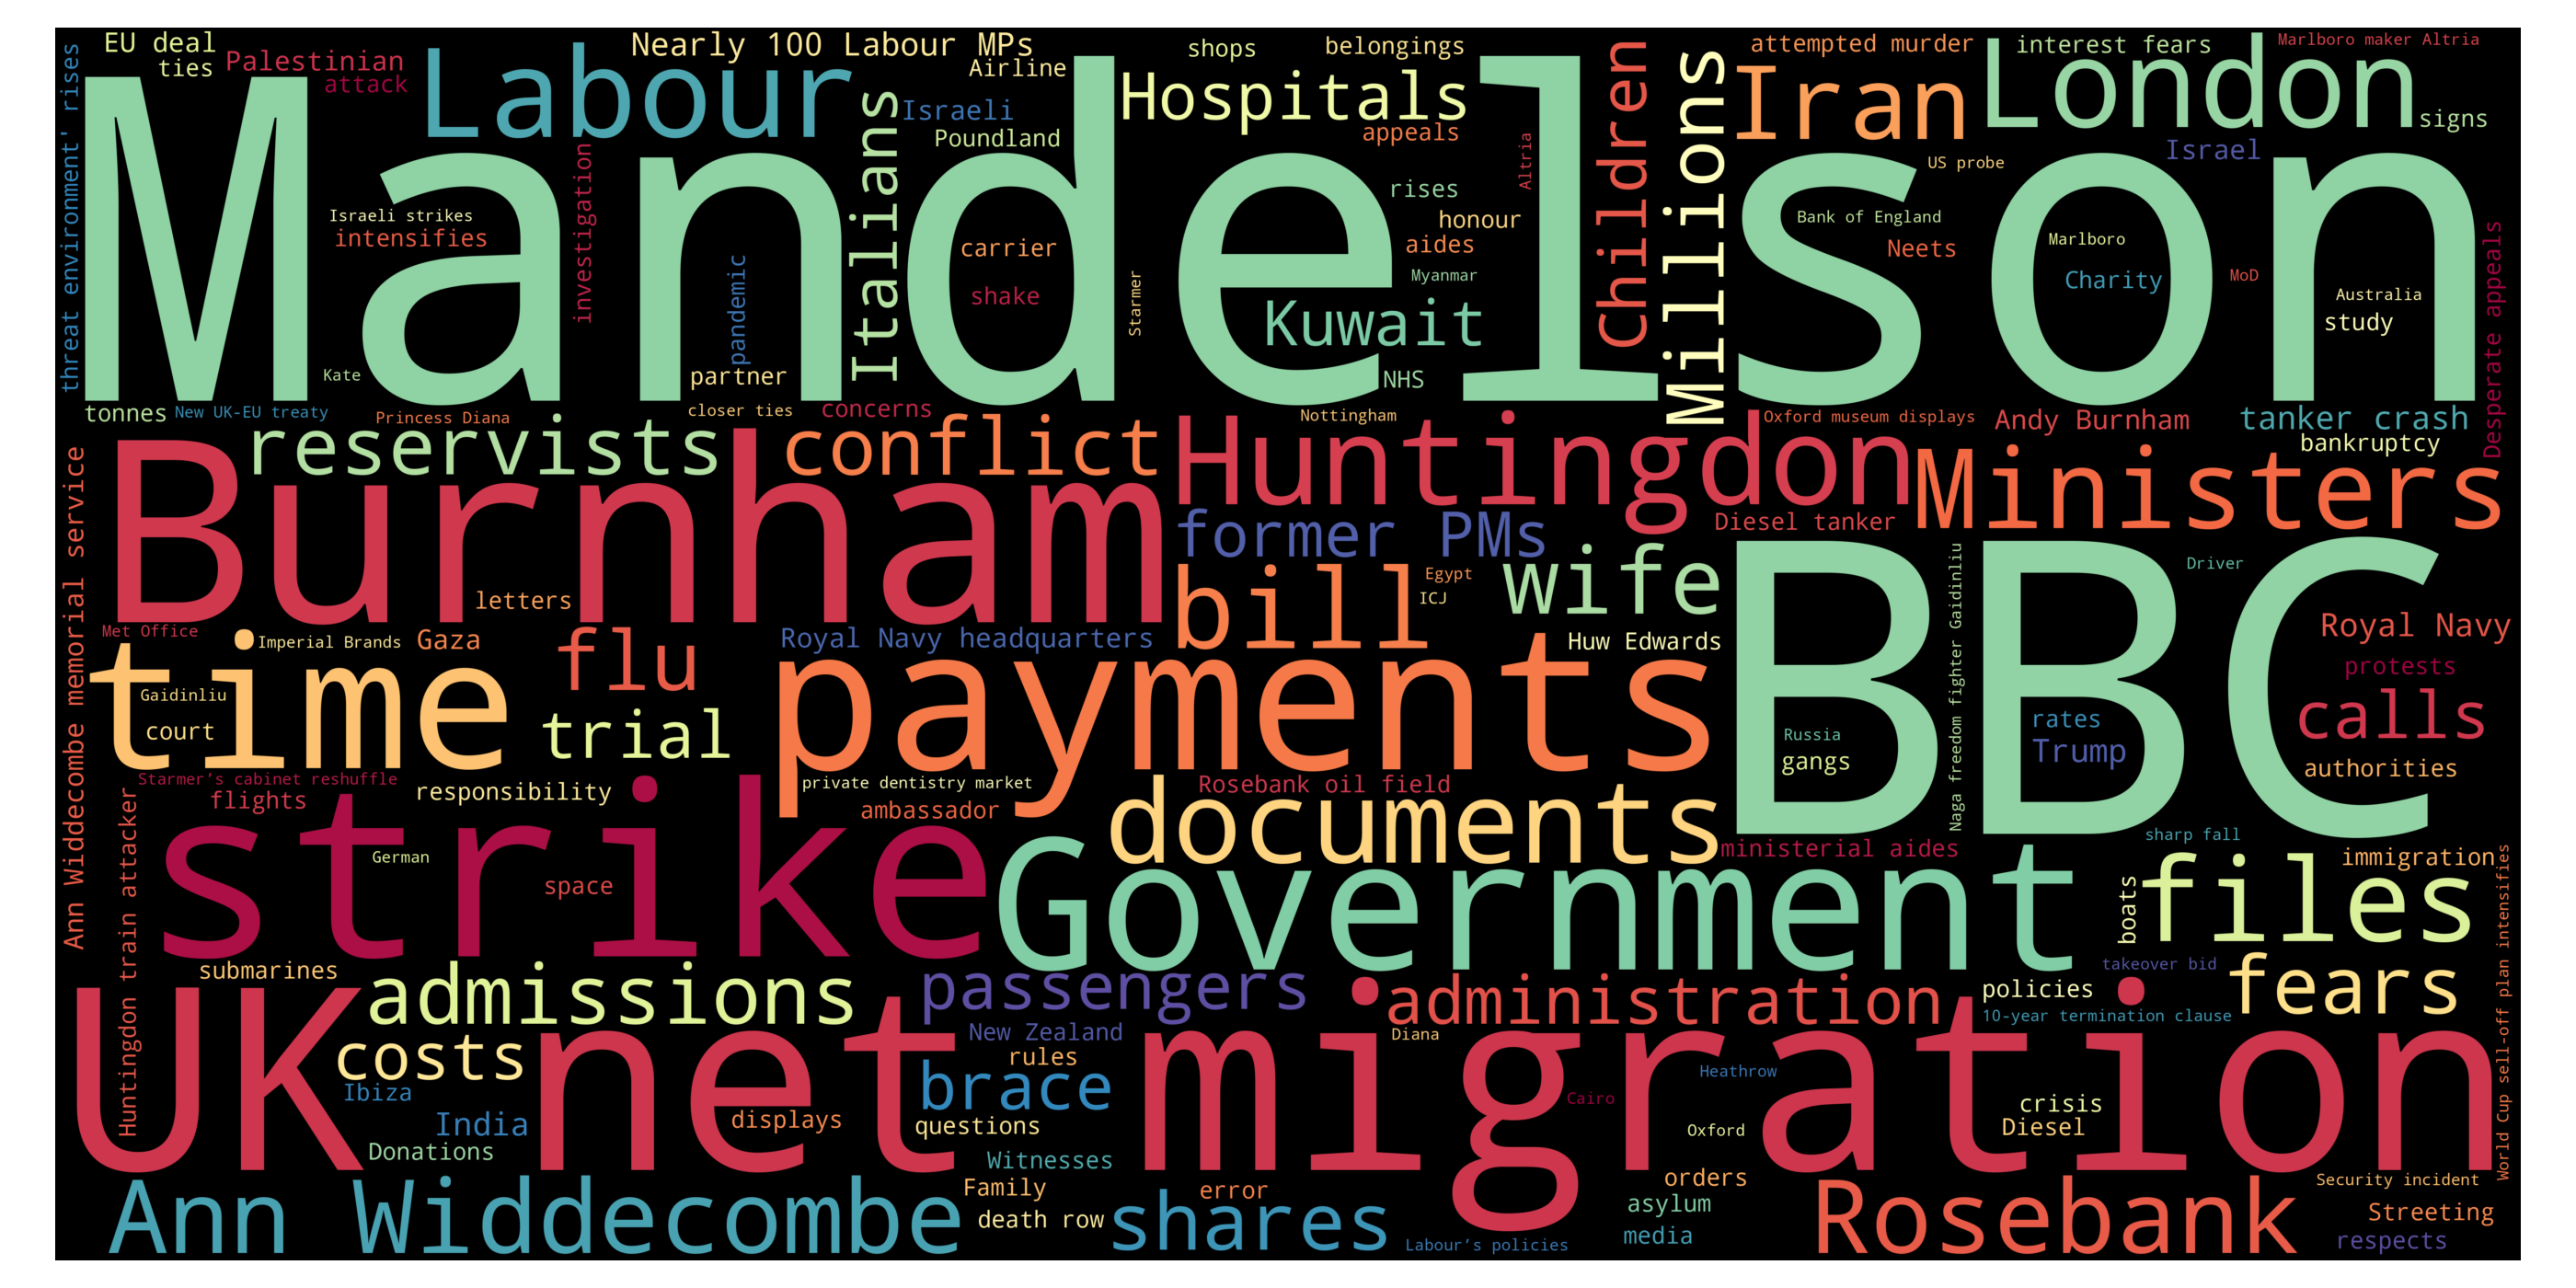 EU deal
ties
Palestinian
attack
Labour
Nearly 100 Labour MPs
Airline
shops
belongings
Hospitals
Children
Millions
attempted murder
Iran
interest fears
London
Marlboro maker Altria
signs
threat environment' rises
Mandelson
Italians
Israeli
Poundland
appeals
Altria
US probe
Israel
investigation
Israeli strikes
intensifies
pandemic
carrier
shake
Starmer
rises
honour
aides
Myanmar
Kuwait
NHS
Bank of England
Neets
Marlboro
Charity
MoD
Australia
study
Desperate appeals
Kate
partner
tonnes
New UK-EU treaty
Princess Diana
closer ties
concerns
Nottingham
Oxford museum displays
Andy Burnham
tanker crash
bankruptcy
reservists
conflict
Huntingdon
Ministers
Burnham
former PMs
Diesel tanker
Ann Widdecombe memorial service
letters
bill
Egypt
ICJ
wife
BBC
Naga freedom fighter Gaidinliu
Driver
Met Office
Imperial Brands
Gaza
flu
Royal Navy headquarters
Huw Edwards
Royal Navy
protests
time
Gaidinliu
court
trial
payments
Russia
gangs
rates
Trump
calls
authorities
Starmer’s cabinet reshuffle
flights
responsibility
private dentistry market
ambassador
Rosebank oil field
documents
Huntingdon train attacker
strike
German
space
Government
ministerial aides
sharp fall
immigration
boats
files
World Cup sell-off plan intensifies
submarines
admissions
passengers
administration
takeover bid
policies
10-year termination clause
fears
UK net migration
costs
New Zealand
rules
Diana
brace
Ibiza
India
displays
questions
Heathrow
Cairo
crisis
Diesel
Oxford
Donations
Witnesses
Ann Widdecombe
Family
death row
error
shares
orders
asylum
media
Labour’s policies
Rosebank
Security incident
Streeting
respects